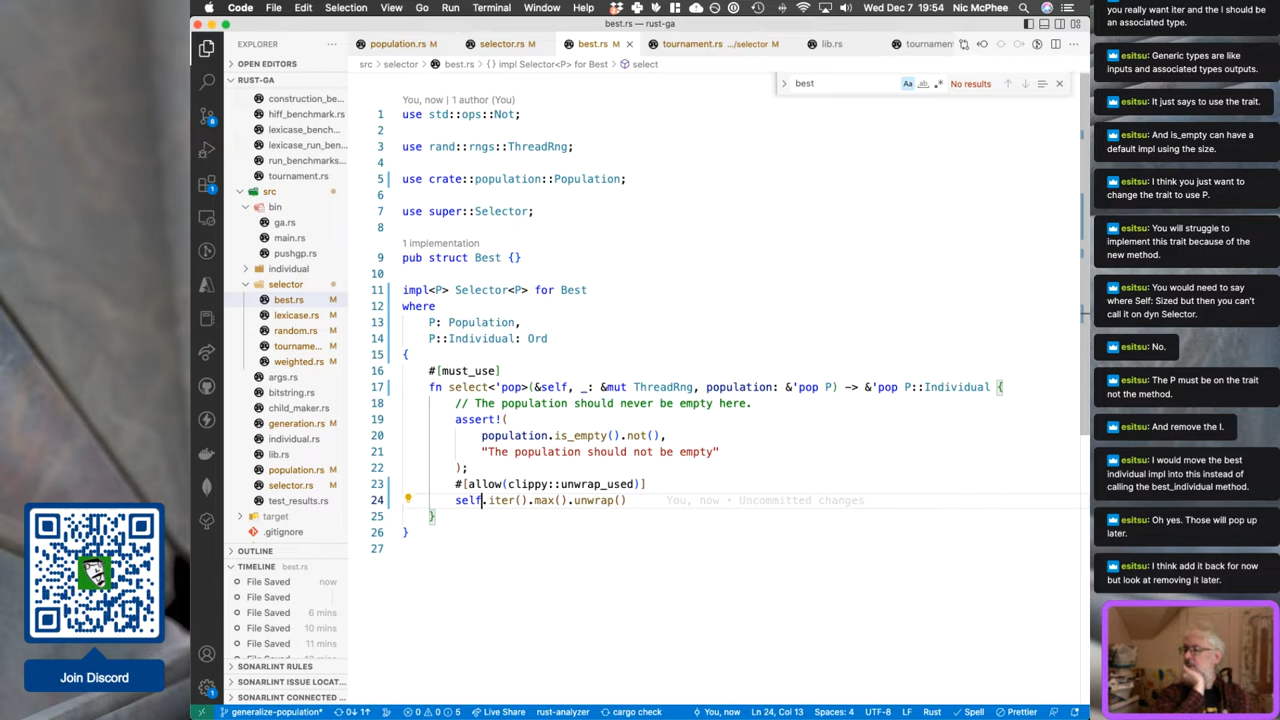 Code File Edit Selection View Go Run Terminal Window Help Wed Dec 7 19:54 Nic McPhee
best.rs — rust-ga
EXPLORER
population.rs M
selector.rs M
best.rs M
tournament.rs .../selector M
lib.rs
tournament
OPEN EDITORS
RUST-GA
construction_be...
hiff_benchmark.rs
lexicase_bench...
lexicase_run_ben...
run_benchmarks...
tournament.rs
src
bin
ga.rs
main.rs
pushgp.rs
individual
selector
best.rs M
lexicase.rs M
random.rs M
tourname... M
weighted.rs M
args.rs
bitstring.rs
child_maker.rs
generation.rs M
individual.rs
lib.rs
population.rs M
selector.rs M
test_results.rs
target
.gitignore
OUTLINE
TIMELINE best.rs
File Saved now
File Saved
File Saved 6 mins
File Saved 10 mins
File Saved 11 mins
SONARLINT RULES
SONARLINT ISSUE LOCAT...
SONARLINT CONNECTED ...
8
1
1
src > selector > best.rs > { } impl Selector<P> for Best > select
best
Aa
No results
You, now | 1 author (You)
1 use std::ops::Not;
2
3 use rand::rngs::ThreadRng;
4
5 use crate::population::Population;
6
7 use super::Selector;
8
1 implementation
9 pub struct Best {}
10
11 impl<P> Selector<P> for Best
12 where
13 P: Population,
14 P::Individual: Ord
15 {
16 #[must_use]
17 fn select<'pop>(&self, _: &mut ThreadRng, population: &'pop P) -> &'pop P::Individual {
18 // The population should never be empty here.
19 assert!(
20 population.is_empty().not(),
21 "The population should not be empty"
22 );
23 #[allow(clippy::unwrap_used)]
24 self.iter().max().unwrap() You, now • Uncommitted changes
25 }
26 }
27
generalize-population* 0↓ 1↑ 0 0 5 Live Share rust-analyzer cargo check You, now Ln 24, Col 13 Spaces: 4 UTF-8 LF Rust Spell Prettier
Join Discord
you really want iter and the I should be
an associated type.
esitsu: Generic types are like
inputs and associated types outputs.
esitsu: It just says to use the trait.
esitsu: And is_empty can have a
default impl using the size.
esitsu: I think you just want to
change the trait to use P.
esitsu: You will struggle to
implement this trait because of the
new method.
esitsu: You would need to say
where Self: Sized but then you can't
call it on dyn Selector.
esitsu: No.
esitsu: The P must be on the trait
not the method.
esitsu: And remove the I.
esitsu: I would move the best
individual impl into this instead of
calling the best_individual method.
esitsu: Oh yes. Those will pop up
later.
esitsu: I think add it back for now
but look at removing it later.